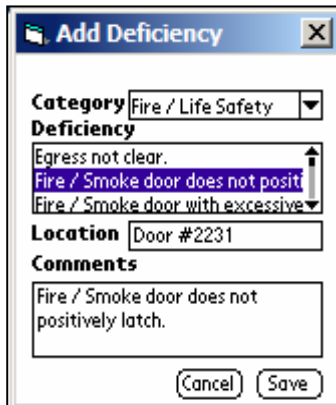 Add Deficiency
Category Fire / Life Safety
Deficiency
Egress not clear.
Fire / Smoke door does not positi
Fire / Smoke door with excessive
Location Door #2231
Comments
Fire / Smoke door does not
positively latch.
Cancel Save